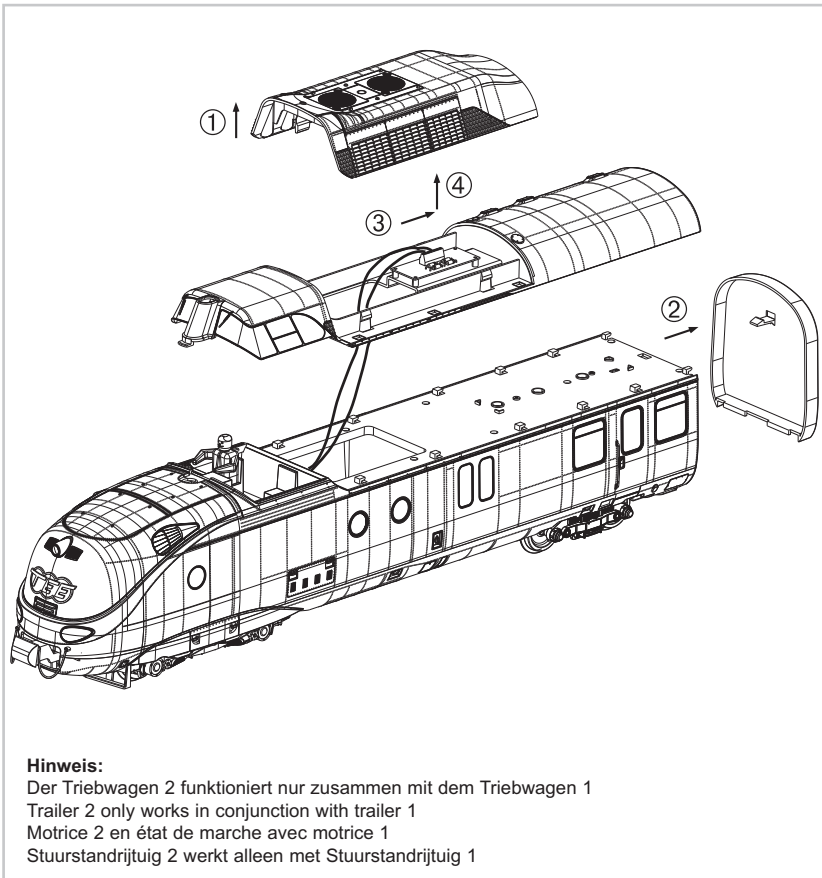 ①
④
③
②
Hinweis:
Der Triebwagen 2 funktioniert nur zusammen mit dem Triebwagen 1
Trailer 2 only works in conjunction with trailer 1
Motrice 2 en état de marche avec motrice 1
Stuurstandrijtuig 2 werkt alleen met Stuurstandrijtuig 1